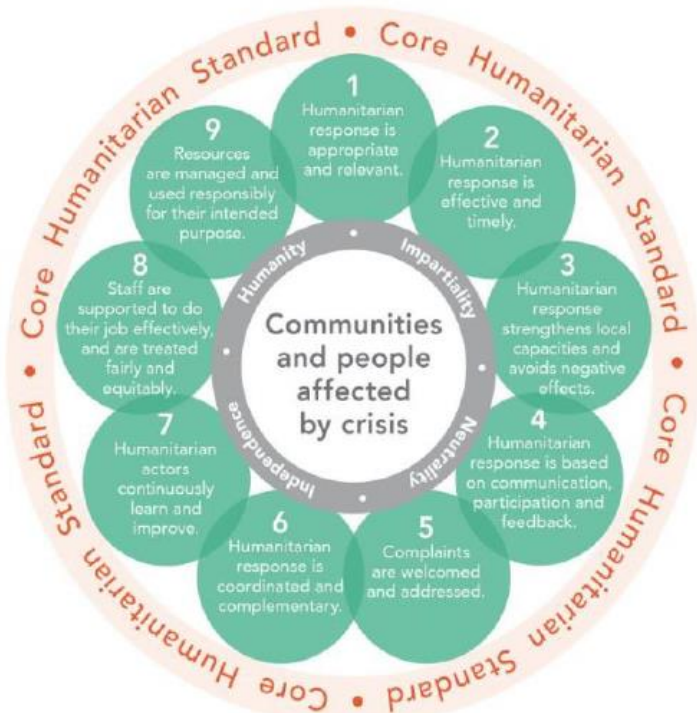 Core Humanitarian Standard • Core Humanitarian Standard • Core Humanitarian Standard • Core Humanitarian Standard •
1
Humanitarian
response is
appropriate
and relevant.
2
Humanitarian
response is
effective and
timely.
3
Humanitarian
response
strengthens local
capacities and
avoids negative
effects.
4
Humanitarian
response is based
on communication,
participation and
feedback.
5
Complaints
are welcomed
and addressed.
6
Humanitarian
response is
coordinated and
complementary.
7
Humanitarian
actors
continuously
learn and
improve.
8
Staff are
supported to do
their job effectively,
and are treated
fairly and
equitably.
9
Resources
are managed and
used responsibly
for their intended
purpose.
Humanity • Impartiality • Neutrality • Independence •
Communities
and people
affected
by crisis